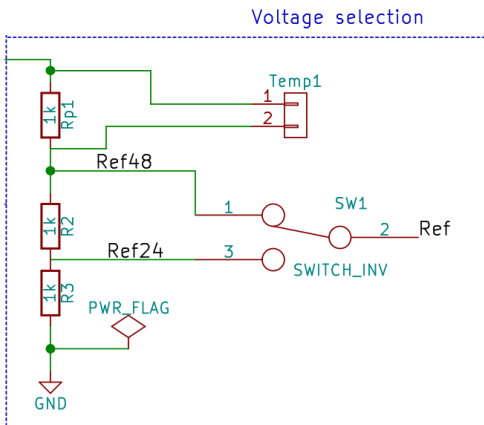 Voltage selection
Temp1
1
2
1k
Rp1
Ref48
1
SW1
2
Ref
1k
R2
Ref24
3
SWITCH_INV
1k
R3
PWR_FLAG
GND